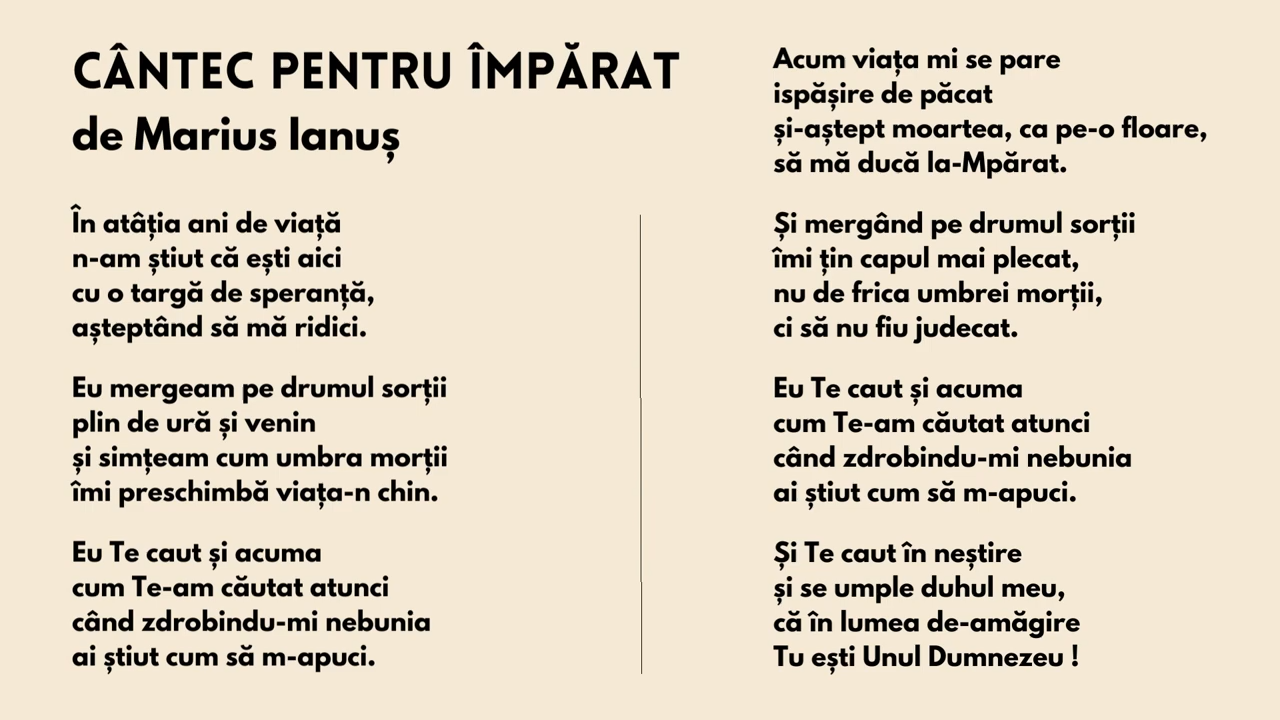 CÂNTEC PENTRU ÎMPĂRAT
de Marius Ianuș
În atâția ani de viață
n-am știut că ești aici
cu o targă de speranță,
așteptând să mă ridici.
Eu mergeam pe drumul sorții
plin de ură și venin
și simțeam cum umbra morții
îmi preschimbă viața-n chin.
Eu Te caut și acuma
cum Te-am căutat atunci
când zdrobindu-mi nebunia
ai știut cum să m-apuci.
Acum viața mi se pare
ispășire de păcat
și-aștept moartea, ca pe-o floare,
să mă ducă la-Mpărat.
Și mergând pe drumul sorții
îmi țin capul mai plecat,
nu de frica umbrei morții,
ci să nu fiu judecat.
Eu Te caut și acuma
cum Te-am căutat atunci
când zdrobindu-mi nebunia
ai știut cum să m-apuci.
Și Te caut în neștire
și se umple duhul meu,
că în lumea de-amăgire
Tu ești Unul Dumnezeu !